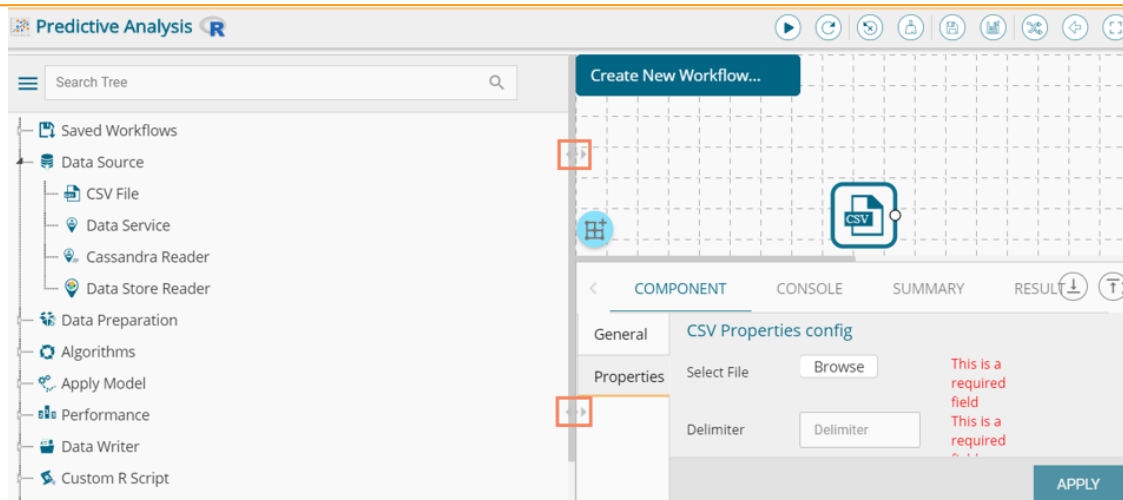 Predictive Analysis R
Search Tree
Saved Workflows
Data Source
CSV File
Data Service
Cassandra Reader
Data Store Reader
Data Preparation
Algorithms
Apply Model
Performance
Data Writer
Custom R Script
Create New Workflow...
CSV
COMPONENT CONSOLE SUMMARY RESULT
General
Properties
CSV Properties config
Select File Browse This is a
required
field
Delimiter Delimiter This is a
required
APPLY